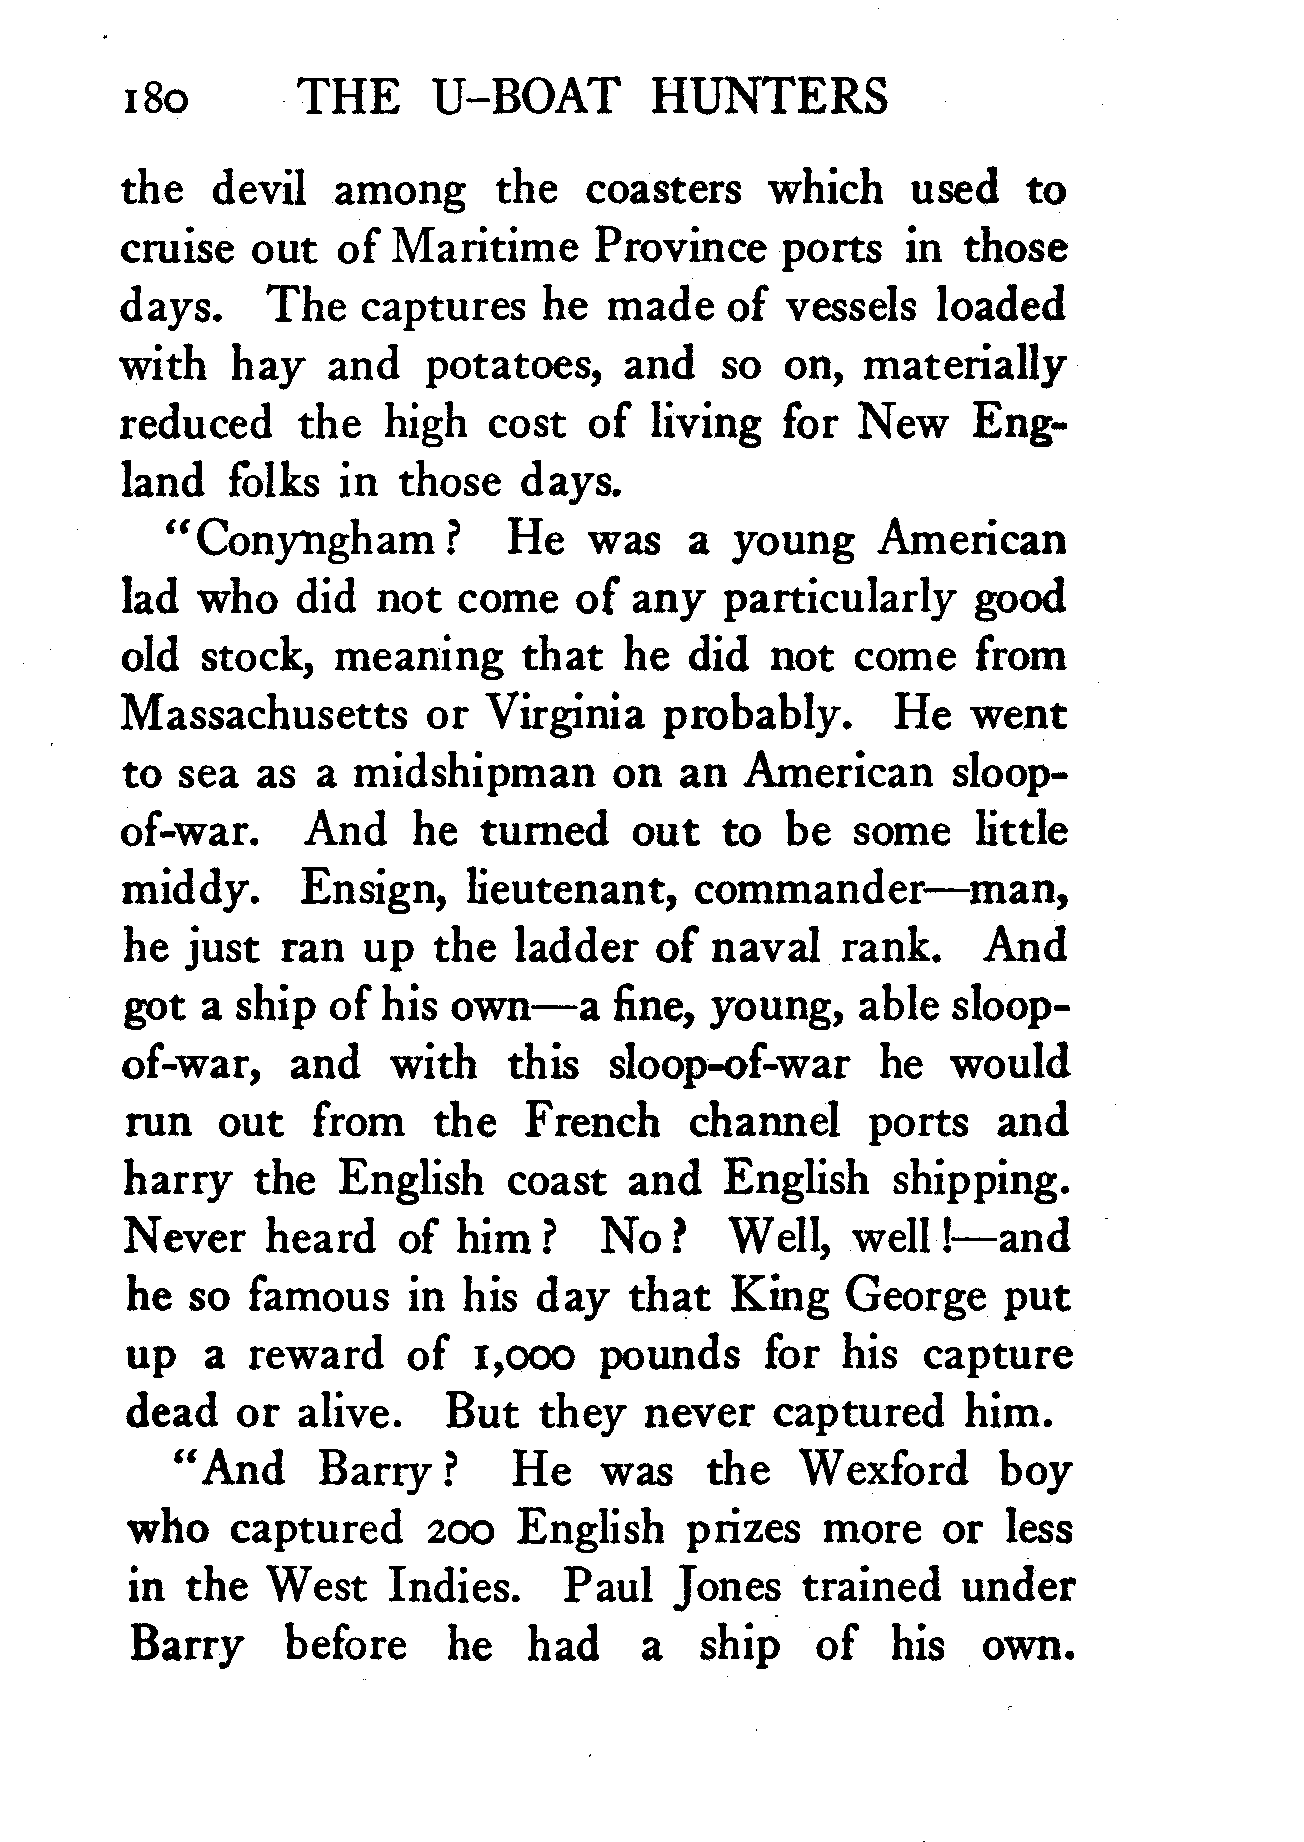 180 THE U-BOAT HUNTERS
the devil among the coasters which used to
cruise out of Maritime Province ports in those
days. The captures he made of vessels loaded
with hay and potatoes, and so on, materially
reduced the high cost of living for New Eng-
land folks in those days.
“Conyngham? He was a young American
lad who did not come of any particularly good
old stock, meaning that he did not come from
Massachusetts or Virginia probably. He went
to sea as a midshipman on an American sloop-
of-war. And he turned out to be some little
middy. Ensign, lieutenant, commander—man,
he just ran up the ladder of naval rank. And
got a ship of his own—a fine, young, able sloop-
of-war, and with this sloop-of-war he would
run out from the French channel ports and
harry the English coast and English shipping.
Never heard of him? No? Well, well!—and
he so famous in his day that King George put
up a reward of 1,000 pounds for his capture
dead or alive. But they never captured him.
“And Barry? He was the Wexford boy
who captured 200 English prizes more or less
in the West Indies. Paul Jones trained under
Barry before he had a ship of his own.